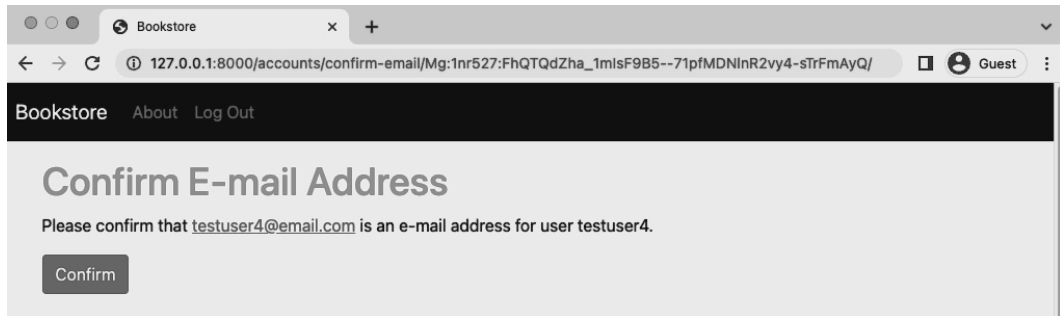 Bookstore
127.0.0.1:8000/accounts/confirm-email/Mg:1nr527:FhQTQdZha_1mIsF9B5--71pfMDNlnR2vy4-sTrFmAyQ/ Guest
Bookstore About Log Out
Confirm E-mail Address
Please confirm that testuser4@email.com is an e-mail address for user testuser4.
Confirm